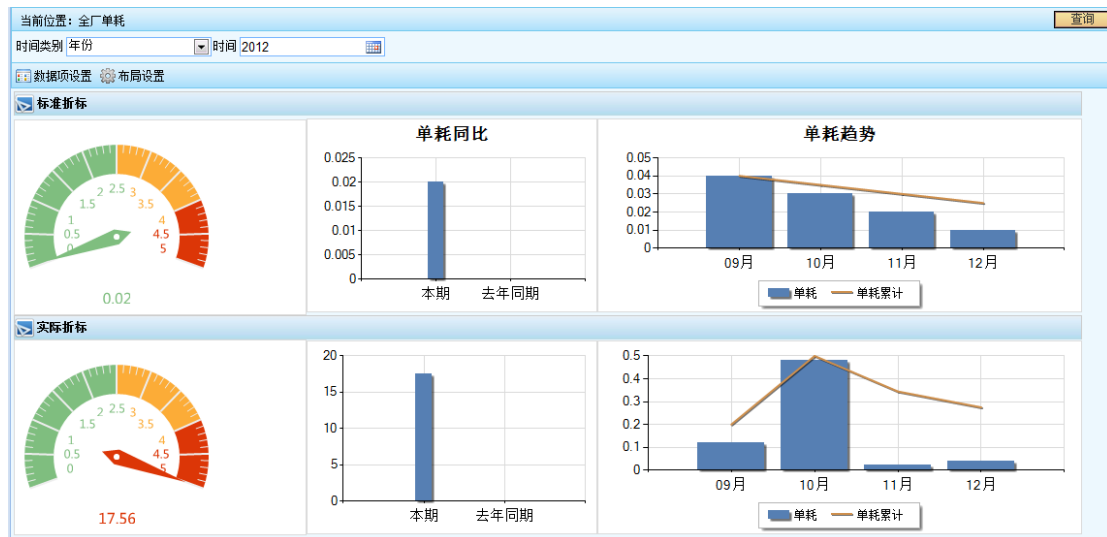 当前位置：全厂单耗 查询
时间类别 年份 时间 2012
数据项设置 布局设置
标准折标
0 0.5 1 1.5 2 2.5 3 3.5 4 4.5 5
0.02
单耗同比
0.025
0.02
0.015
0.01
0.005
0
本期 去年同期
单耗趋势
0.05
0.04
0.03
0.02
0.01
0
09月 10月 11月 12月
单耗 单耗累计
实际折标
0 0.5 1 1.5 2 2.5 3 3.5 4 4.5 5
17.56
20
15
10
5
0
本期 去年同期
0.5
0.4
0.3
0.2
0.1
0
09月 10月 11月 12月
单耗 单耗累计